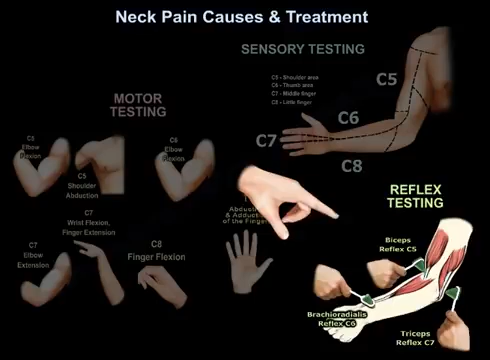 Neck Pain Causes & Treatment
SENSORY TESTING
C5 - Shoulder area
C6 - Thumb area
C7 - Middle finger
C8 - Little finger
C5
C6
C7
C8
MOTOR
TESTING
C5
Elbow
Flexion
C5
Shoulder
Abduction
C6
Elbow
Flexion
C7
Wrist Flexion,
Finger Extension
C7
Elbow
Extension
C8
Finger Flexion
Abduct
& Adduct
of the Finge
REFLEX
TESTING
Biceps
Reflex C5
Brachioradialis
Reflex C6
Triceps
Reflex C7